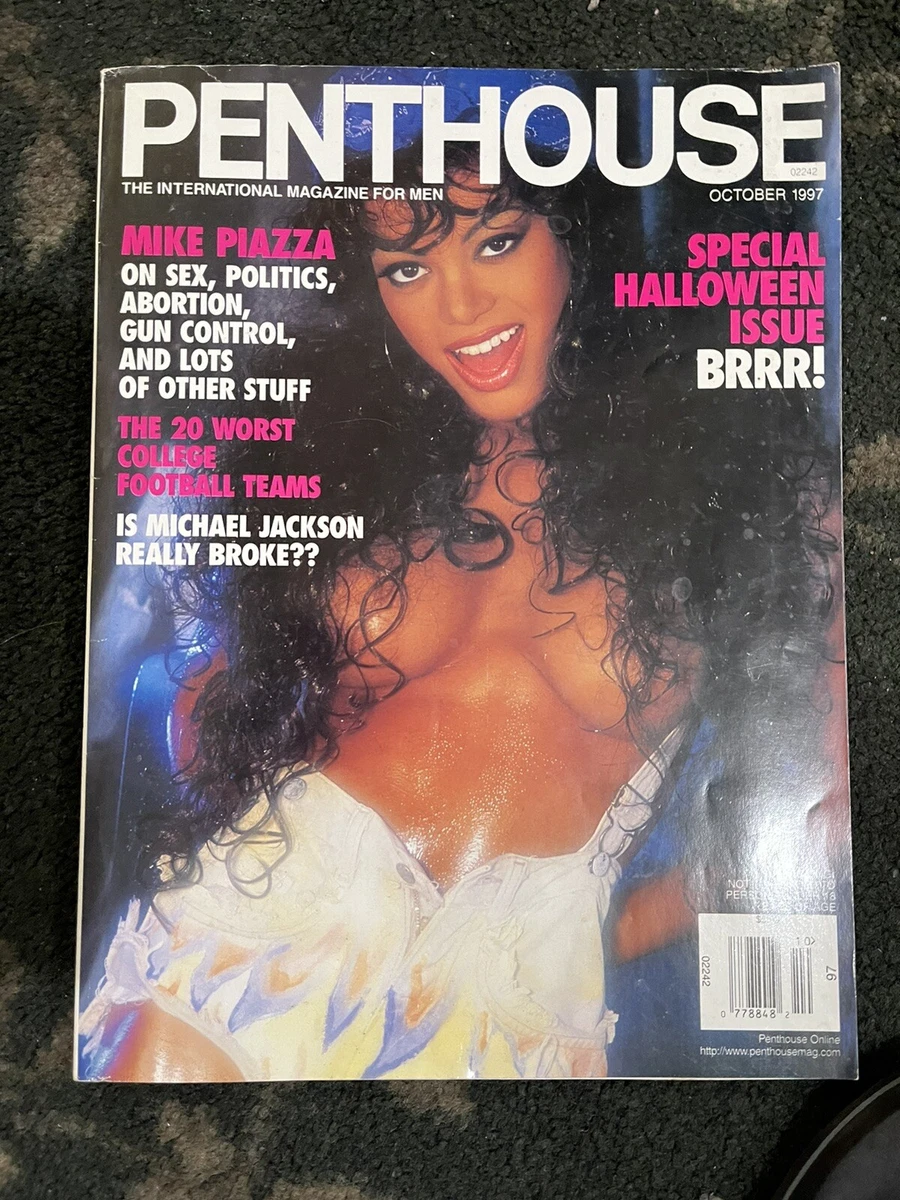 PENTHOUSE
02242
THE INTERNATIONAL MAGAZINE FOR MEN
OCTOBER 1997
MIKE PIAZZA
ON SEX, POLITICS,
ABORTION,
GUN CONTROL,
AND LOTS
OF OTHER STUFF
THE 20 WORST
COLLEGE
FOOTBALL TEAMS
IS MICHAEL JACKSON
REALLY BROKE??
SPECIAL
HALLOWEEN
ISSUE
BRRR!
NOT
AGE
10>
02242
97
0 778848 2
Penthouse Online
http://www.penthousemag.com